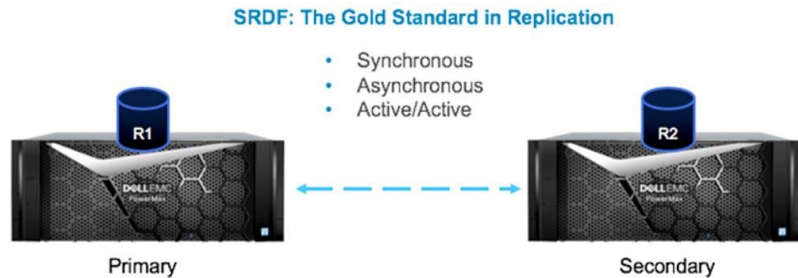 SRDF: The Gold Standard in Replication
• Synchronous
• Asynchronous
• Active/Active
R1
R2
DELLEMC
PowerMax
DELLEMC
PowerMax
Primary
Secondary